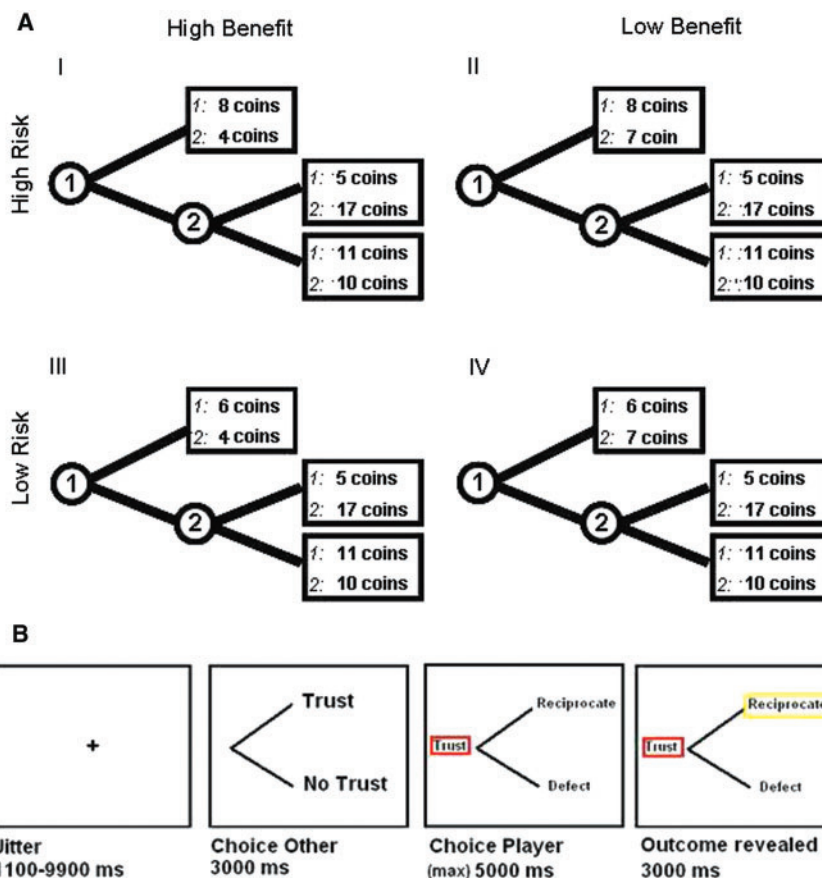 A
High Benefit
Low Benefit
High Risk
I
1: 8 coins
2: 4 coins
1
2
1: 5 coins
2: 17 coins
1: 11 coins
2: 10 coins
II
1: 8 coins
2: 7 coin
1
2
1: 5 coins
2: 17 coins
1: 11 coins
2: 10 coins
Low Risk
III
1: 6 coins
2: 4 coins
1
2
1: 5 coins
2: 17 coins
1: 11 coins
2: 10 coins
IV
1: 6 coins
2: 7 coins
1
2
1: 5 coins
2: 17 coins
1: 11 coins
2: 10 coins
B
+
Jitter
1100-9900 ms
Trust
No Trust
Choice Other
3000 ms
Trust
Reciprocate
Defect
Choice Player
(max) 5000 ms
Trust
Reciprocate
Defect
Outcome revealed
3000 ms